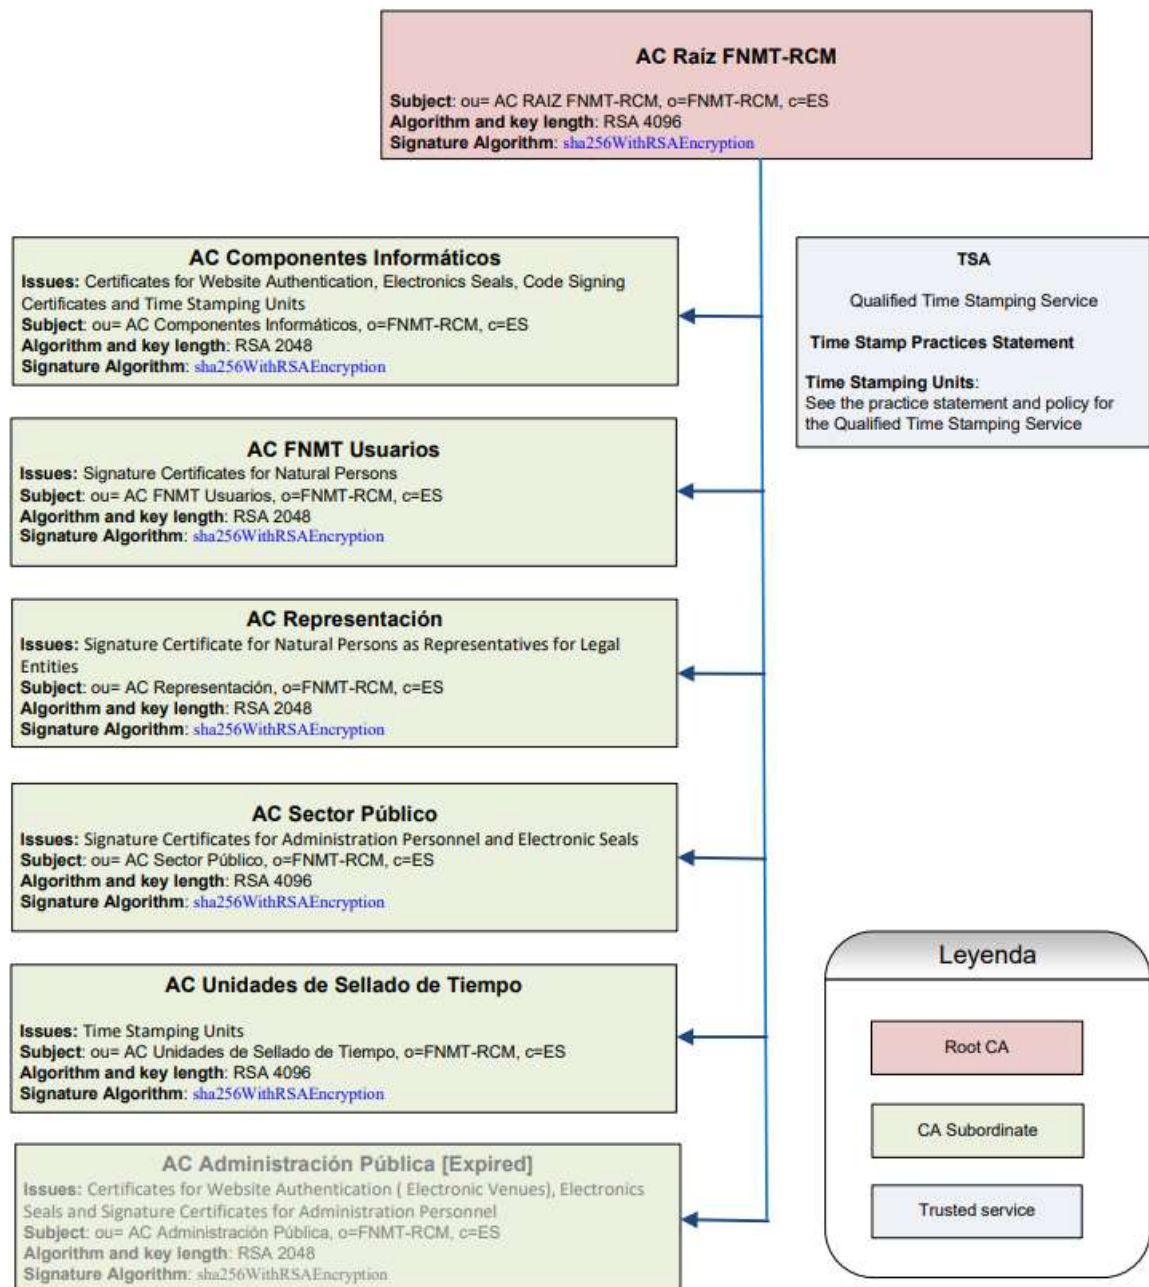 AC Raíz FNMT-RCM
Subject: ou= AC RAIZ FNMT-RCM, o=FNMT-RCM, c=ES
Algorithm and key length: RSA 4096
Signature Algorithm: sha256WithRSAEncryption
AC Componentes Informáticos
Issues: Certificates for Website Authentication, Electronics Seals, Code Signing
Certificates and Time Stamping Units
Subject: ou= AC Componentes Informáticos, o=FNMT-RCM, c=ES
Algorithm and key length: RSA 2048
Signature Algorithm: sha256WithRSAEncryption
TSA
Qualified Time Stamping Service
Time Stamp Practices Statement
Time Stamping Units:
See the practice statement and policy for
the Qualified Time Stamping Service
AC FNMT Usuarios
Issues: Signature Certificates for Natural Persons
Subject: ou= AC FNMT Usuarios, o=FNMT-RCM, c=ES
Algorithm and key length: RSA 2048
Signature Algorithm: sha256WithRSAEncryption
AC Representación
Issues: Signature Certificate for Natural Persons as Representatives for Legal
Entities
Subject: ou= AC Representación, o=FNMT-RCM, c=ES
Algorithm and key length: RSA 2048
Signature Algorithm: sha256WithRSAEncryption
AC Sector Público
Issues: Signature Certificates for Administration Personnel and Electronic Seals
Subject: ou= AC Sector Público, o=FNMT-RCM, c=ES
Algorithm and key length: RSA 4096
Signature Algorithm: sha256WithRSAEncryption
AC Unidades de Sellado de Tiempo
Issues: Time Stamping Units
Subject: ou= AC Unidades de Sellado de Tiempo, o=FNMT-RCM, c=ES
Algorithm and key length: RSA 4096
Signature Algorithm: sha256WithRSAEncryption
AC Administración Pública [Expired]
Issues: Certificates for Website Authentication ( Electronic Venues), Electronics
Seals and Signature Certificates for Administration Personnel
Subject: ou= AC Administración Pública, o=FNMT-RCM, c=ES
Algorithm and key length: RSA 2048
Signature Algorithm: sha256WithRSAEncryption
Leyenda
Root CA
CA Subordinate
Trusted service